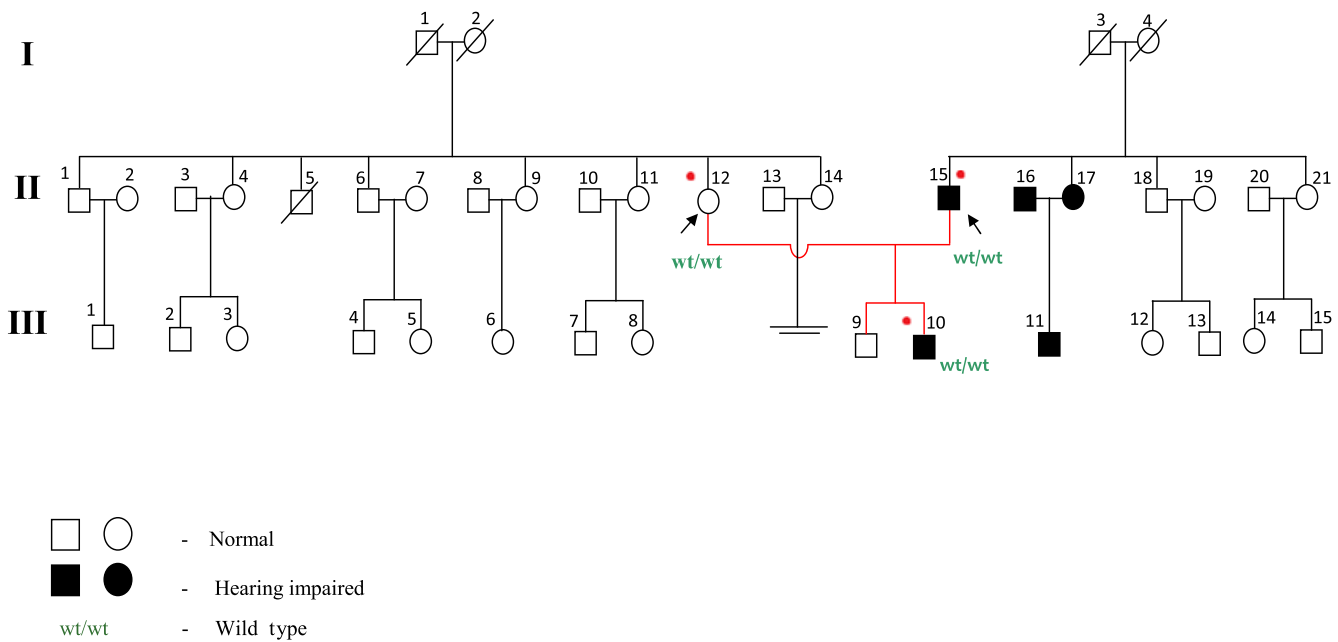 1 2 3 4
I
1 2 3 4 5 6 7 8 9 10 11 12 13 14 15 16 17 18 19 20 21
II
wt/wt wt/wt
1 2 3 4 5 6 7 8 9 10 11 12 13 14 15
III
wt/wt
- Normal
- Hearing impaired
wt/wt - Wild type